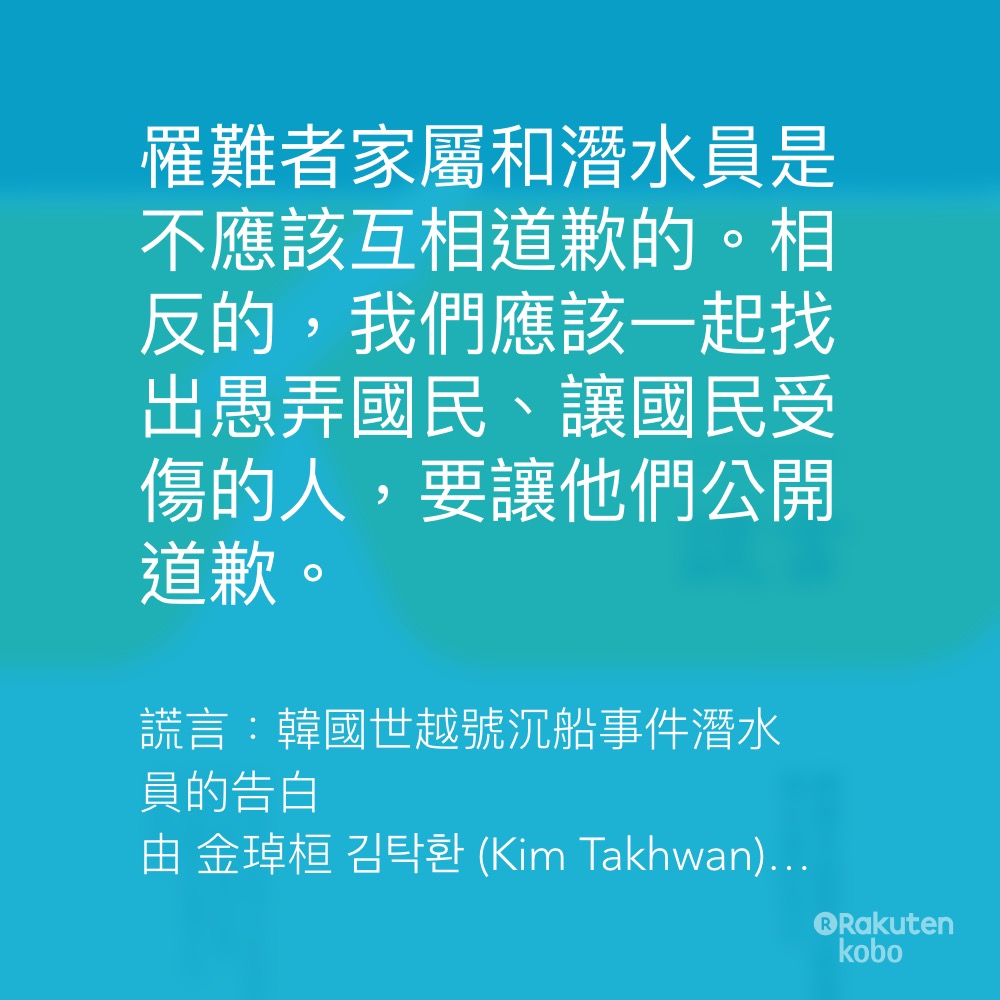 罹難者家屬和潛水員是
不應該互相道歉的。相
反的，我們應該一起找
出愚弄國民、讓國民受
傷的人，要讓他們公開
道歉。
謊言：韓國世越號沉船事件潛水
員的告白
由 金琸桓 김탁환 (Kim Takhwan)…
Rakuten
kobo